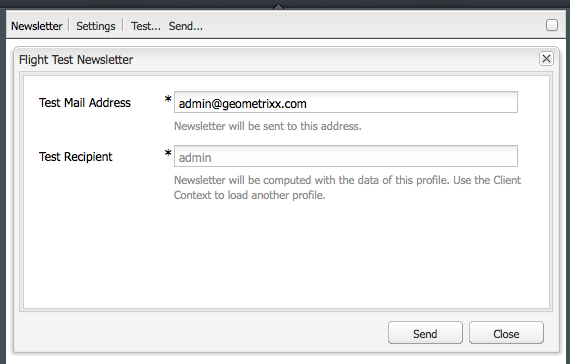 Newsletter Settings Test... Send...
Flight Test Newsletter
Test Mail Address * admin@geometrixx.com
Newsletter will be sent to this address.
Test Recipient * admin
Newsletter will be computed with the data of this profile. Use the Client
Context to load another profile.
Send Close